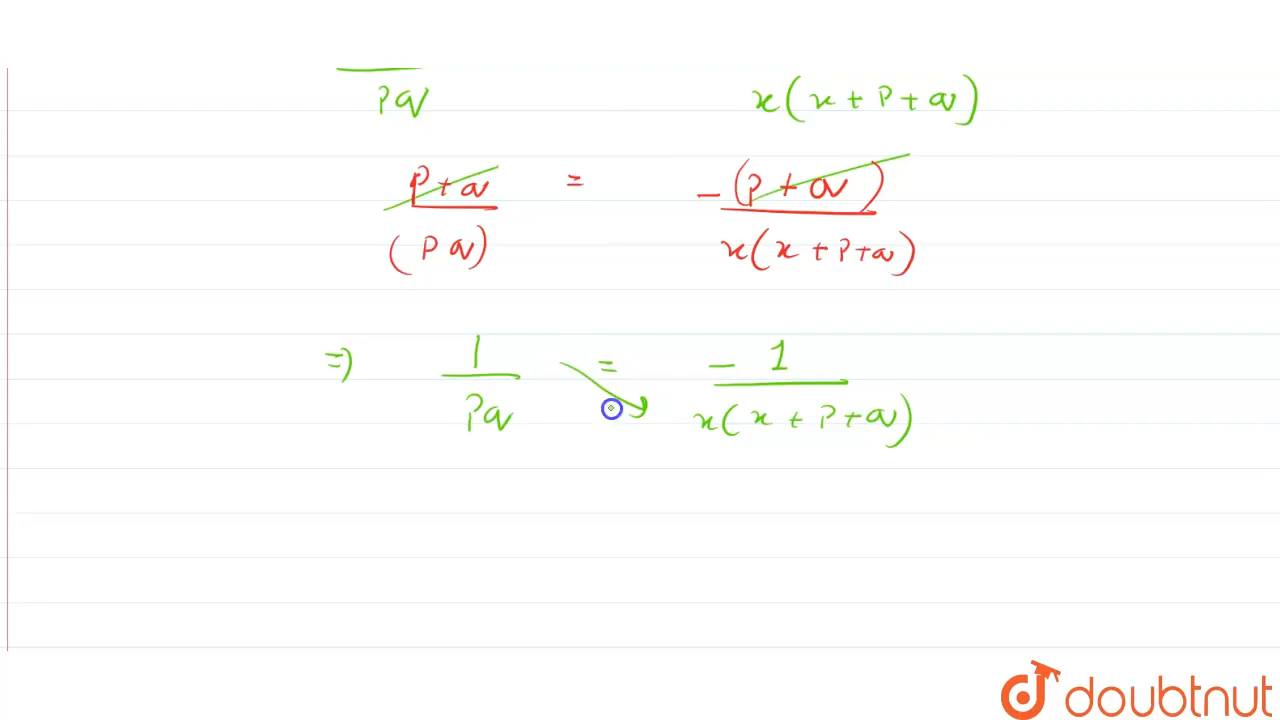 Pq x(x + P + q)
P + q = -(P + q)
(Pq) x(x + P + q)
=) 1 = - 1
Pq x(x + P + q)
doubtnut